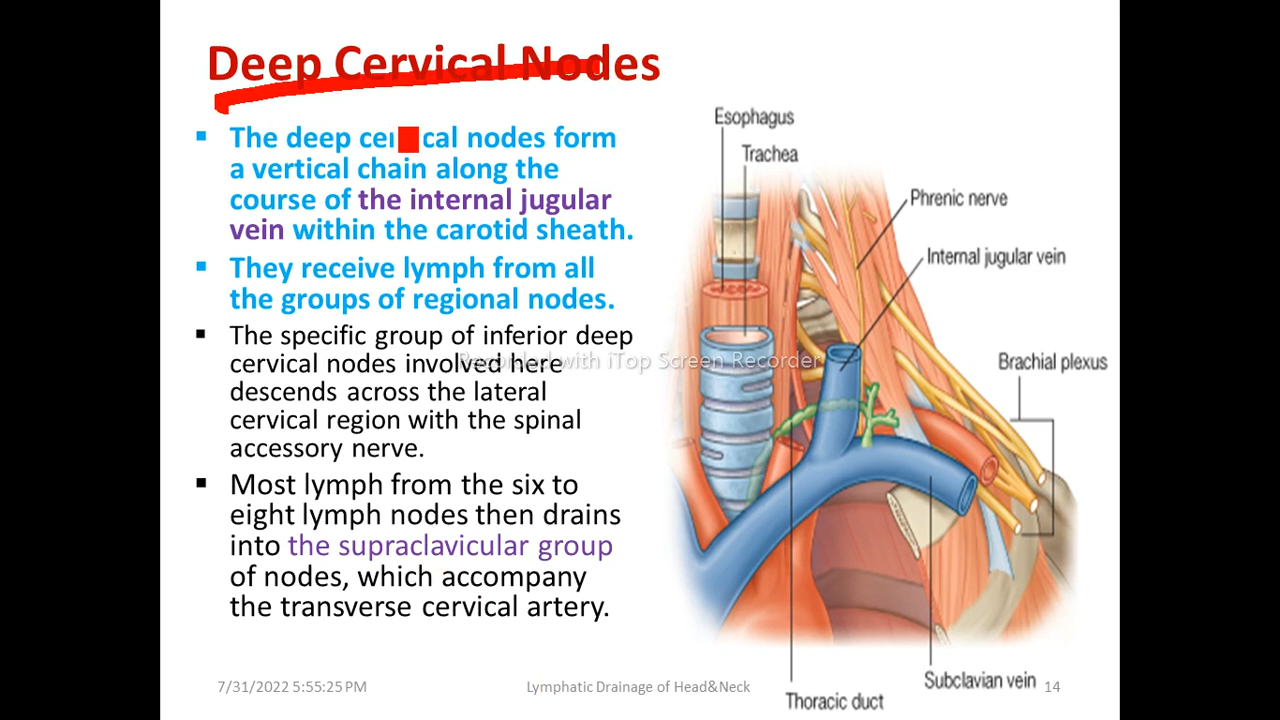 Deep Cervical Nodes
▪ The deep cer cal nodes form
a vertical chain along the
course of the internal jugular
vein within the carotid sheath.
▪ They receive lymph from all
the groups of regional nodes.
▪ The specific group of inferior deep
cervical nodes involved here
descends across the lateral
cervical region with the spinal
accessory nerve.
▪ Most lymph from the six to
eight lymph nodes then drains
into the supraclavicular group
of nodes, which accompany
the transverse cervical artery.
Esophagus
Trachea
Phrenic nerve
Internal jugular vein
Brachial plexus
Recorded with iTop Screen Recorder
Subclavian vein
Thoracic duct
7/31/2022 5:55:25 PM
Lymphatic Drainage of Head&Neck
14